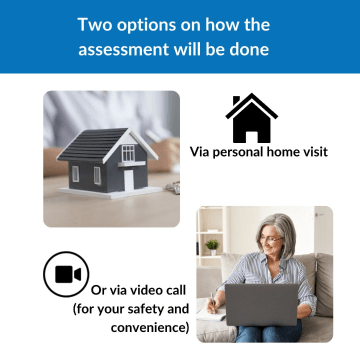 Two options on how the
assessment will be done
Via personal home visit
Or via video call
(for your safety and
convenience)